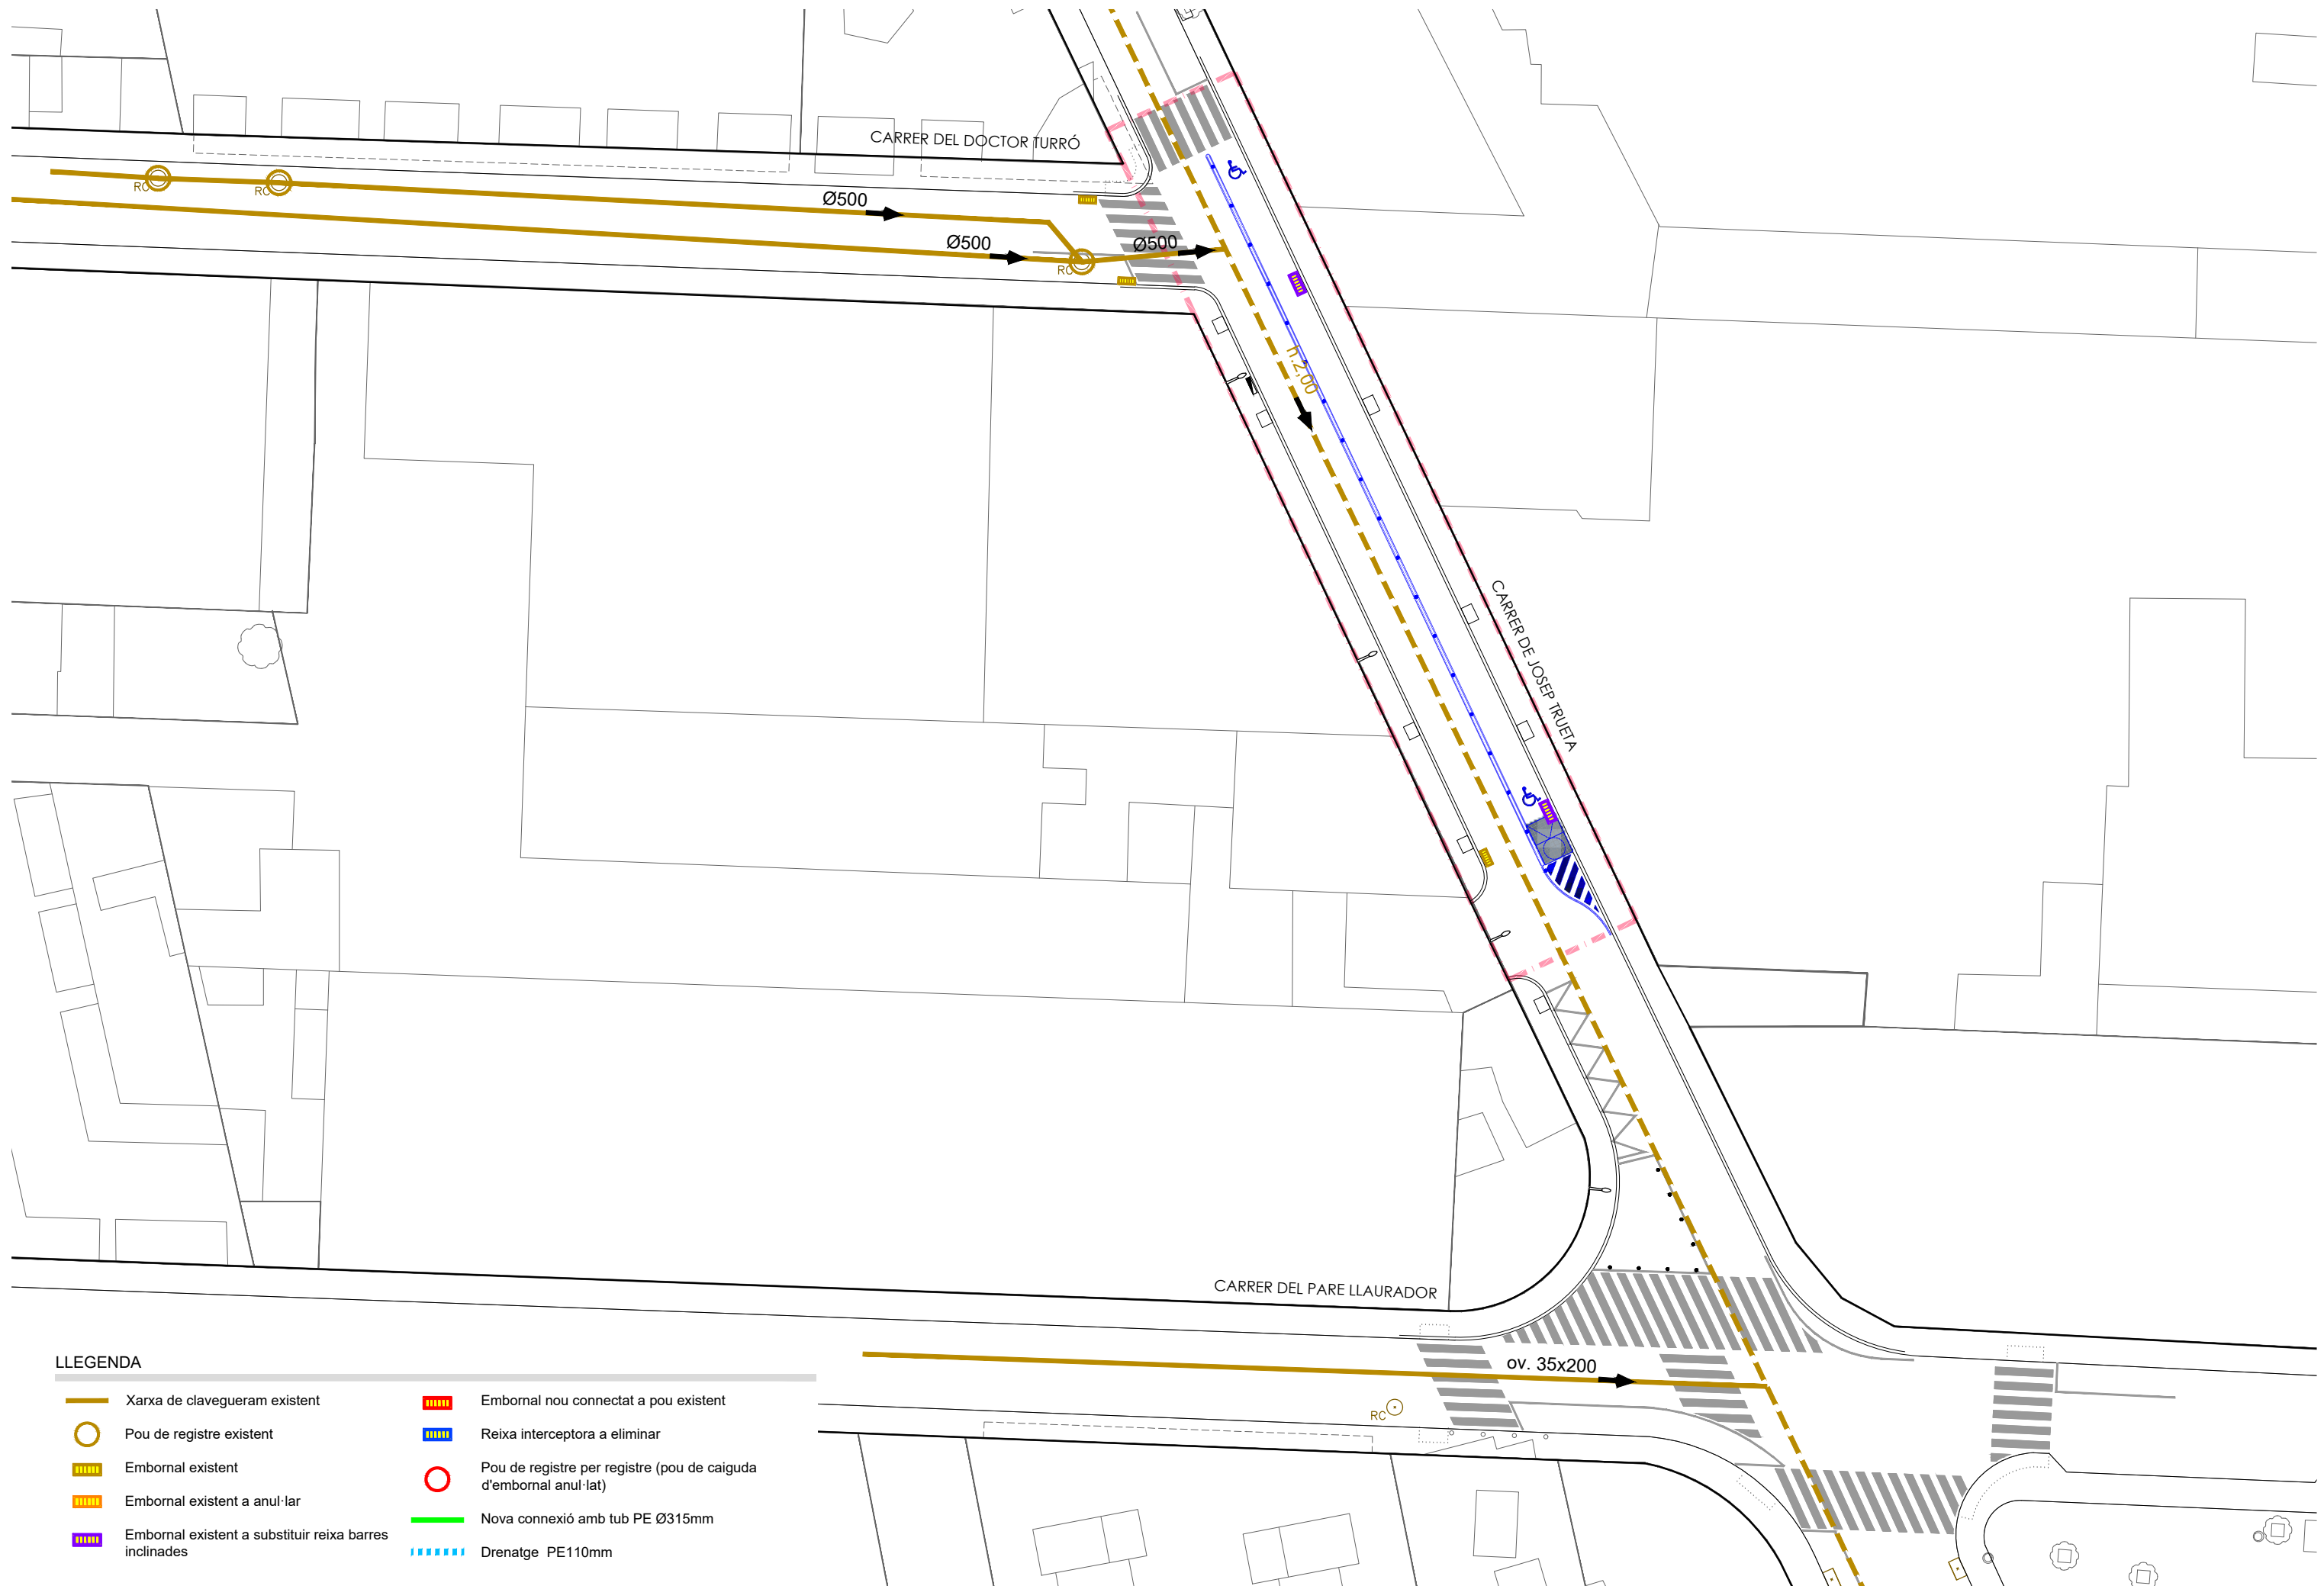 CARRER DEL DOCTOR TURRÓ
RC
RC
Ø500
Ø500
Ø500
RC
h.2,00
CARRER DE JOSEP TRUETA
CARRER DEL PARE LLAURADOR
ov. 35x200
RC
LLEGENDA
Xarxa de clavegueram existent
Pou de registre existent
Embornal existent
Embornal existent a anul·lar
Embornal existent a substituir reixa barres
inclinades
Embornal nou connectat a pou existent
Reixa interceptora a eliminar
Pou de registre per registre (pou de caiguda
d'embornal anul·lat)
Nova connexió amb tub PE Ø315mm
Drenatge PE110mm